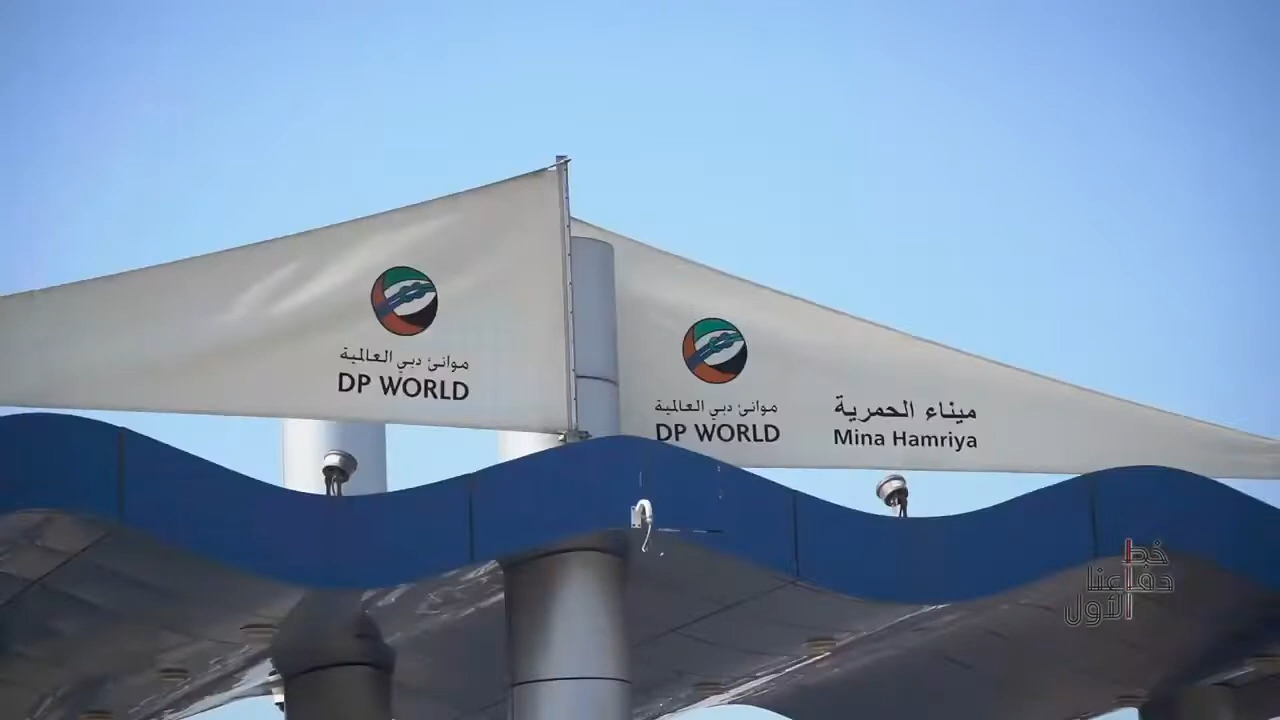 موانئ دبي العالمية
DP WORLD
موانئ دبي العالمية
DP WORLD
ميناء الحمرية
Mina Hamriya
خط
دفاعنا
الأول